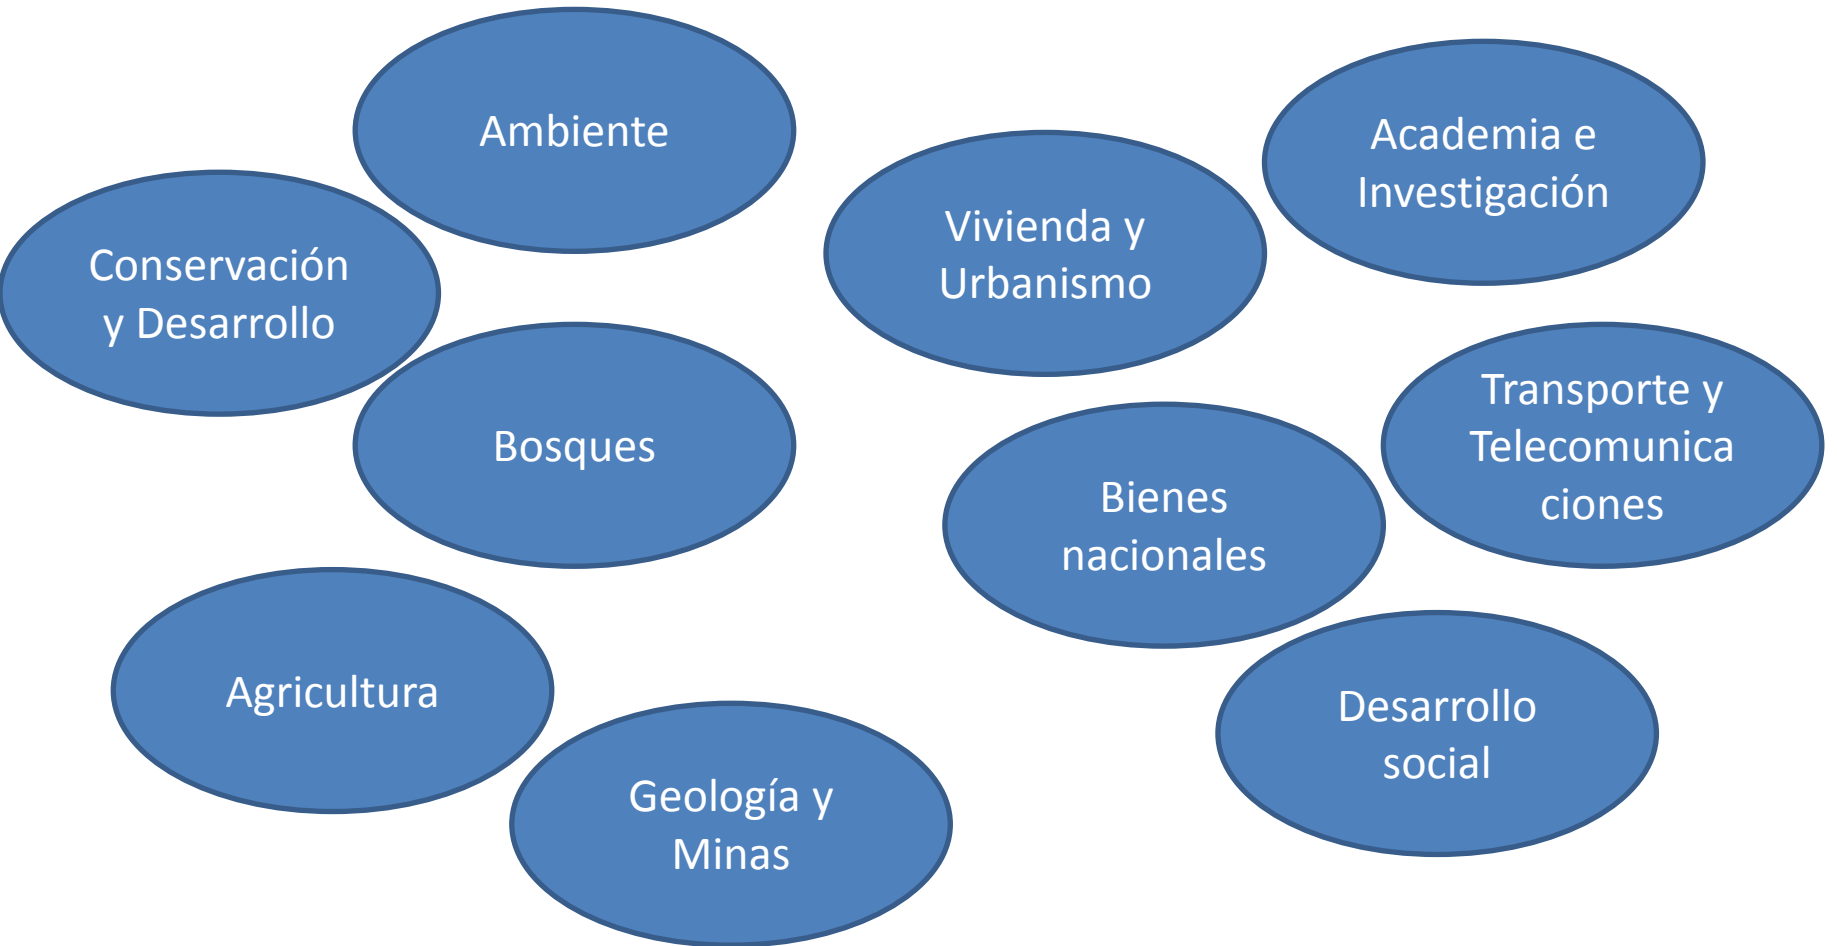 Ambiente
Conservación
y Desarrollo
Bosques
Agricultura
Geología y
Minas
Vivienda y
Urbanismo
Academia e
Investigación
Transporte y
Telecomunica
ciones
Bienes
nacionales
Desarrollo
social